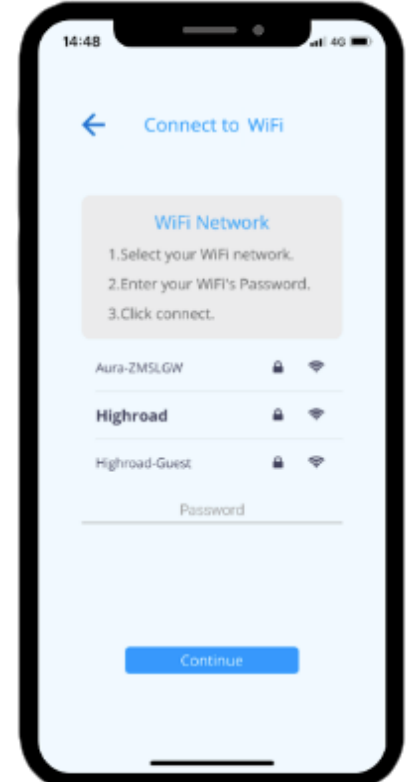 14:48
4G
Connect to WiFi
WiFi Network
1.Select your WiFi network.
2.Enter your WiFi's Password.
3.Click connect.
Aura-ZMSLGW
Highroad
Highroad-Guest
Password
Continue